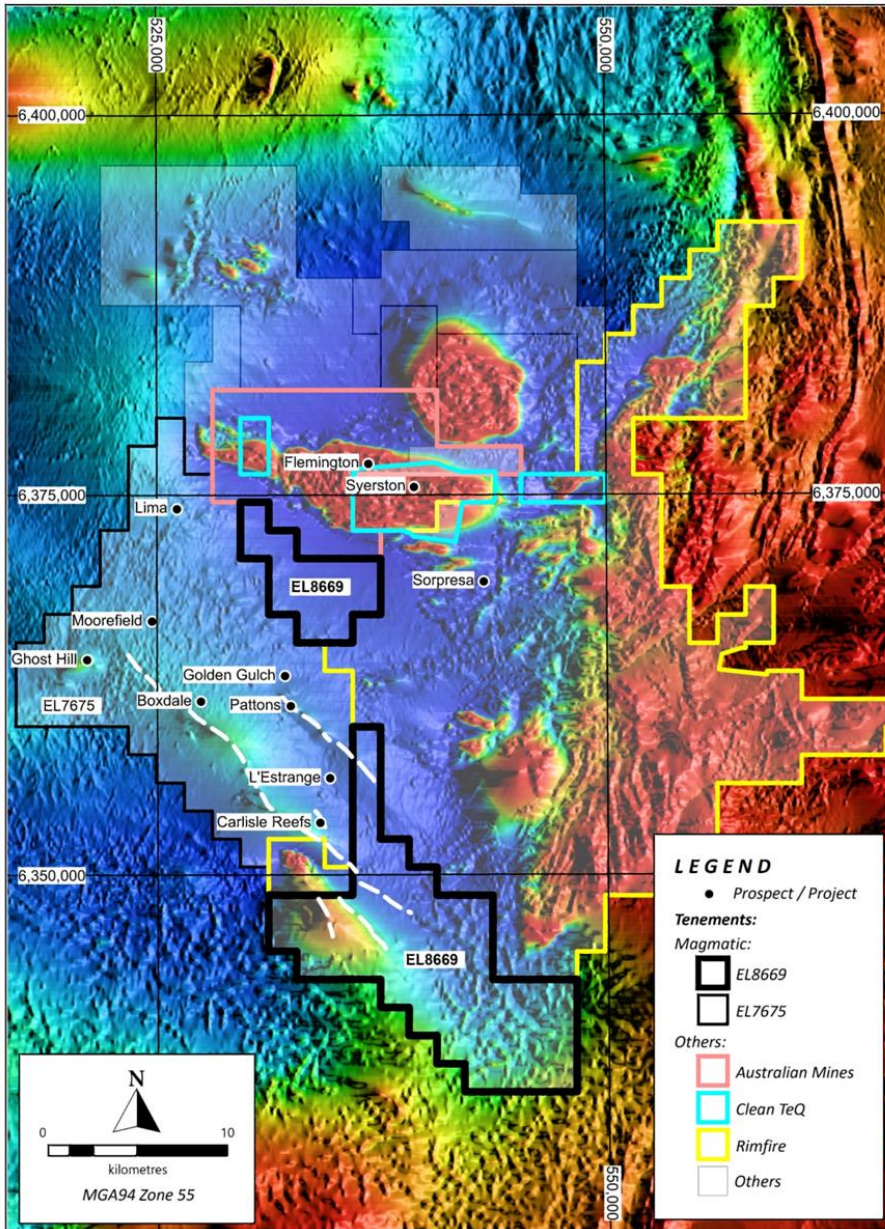 525,000
550,000
6,400,000
6,400,000
Flemington
Syerston
6,375,000
6,375,000
Lima
EL8669
Sorpresa
Moorefield
Ghost Hill
Golden Gulch
EL7675
Boxdale
Pattons
L'Estrange
Carlisle Reefs
6,350,000
EL8669
LEGEND
Prospect / Project
Tenements:
Magmatic:
EL8669
EL7675
Others:
Australian Mines
Clean TeQ
Rimfire
Others
N
0 10
kilometres
MGA94 Zone 55
550,000